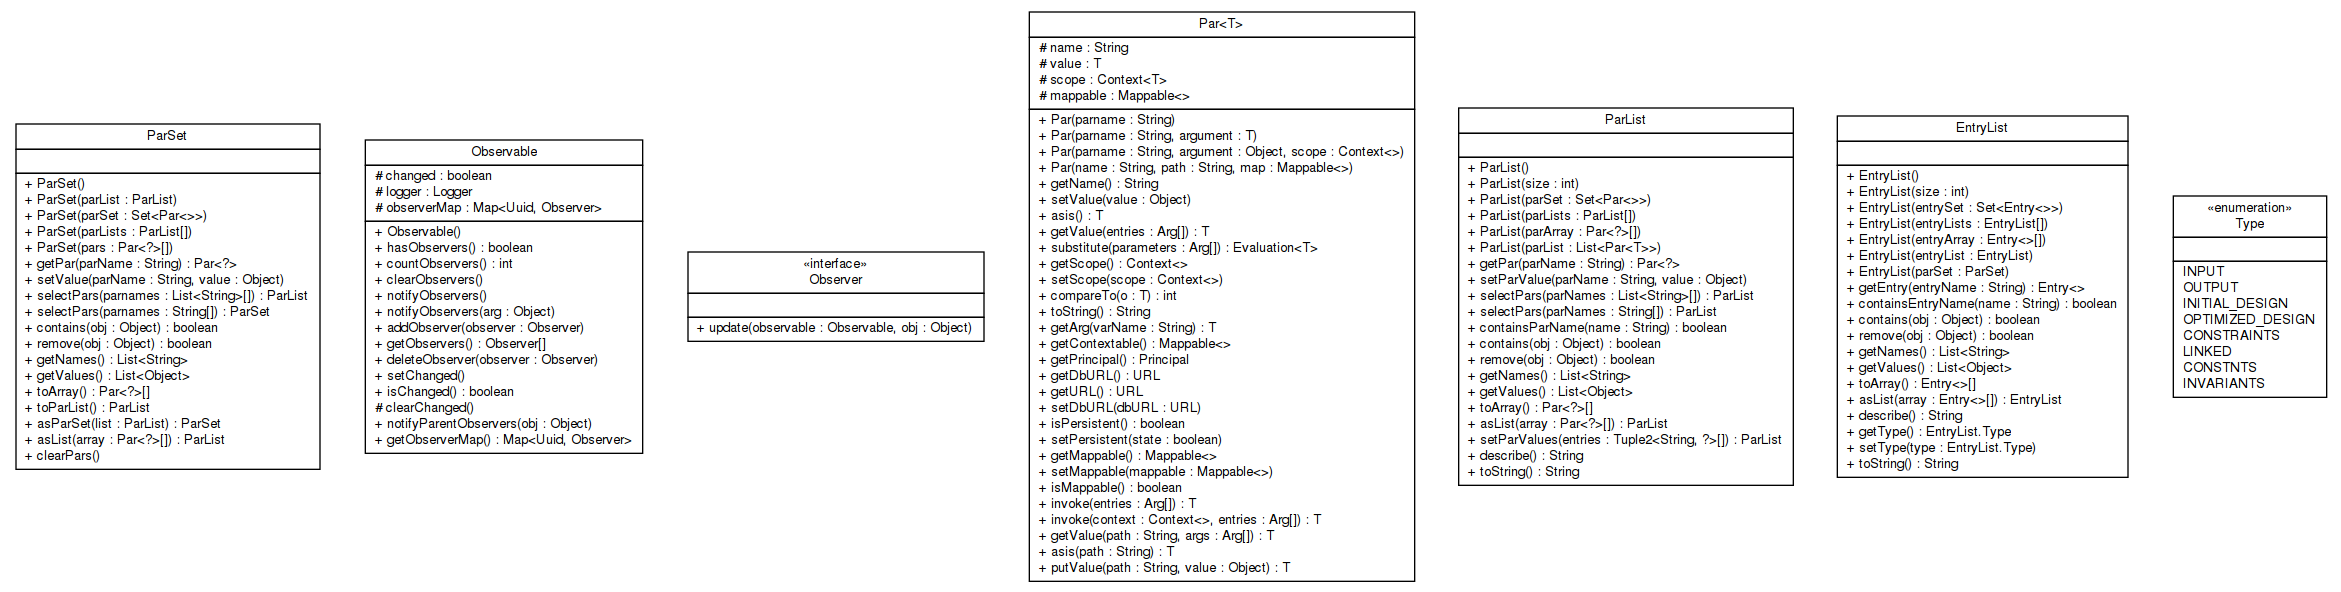 ParSet
+ ParSet()
+ ParSet(parList : ParList)
+ ParSet(parSet : Set<Par<>>)
+ ParSet(parLists : ParList[])
+ ParSet(pars : Par<?>[])
+ getPar(parName : String) : Par<?>
+ setValue(parName : String, value : Object)
+ selectPars(parnames : List<String>[]) : ParList
+ selectPars(parnames : String[]) : ParSet
+ contains(obj : Object) : boolean
+ remove(obj : Object) : boolean
+ getNames() : List<String>
+ getValues() : List<Object>
+ toArray() : Par<?>[]
+ toParList() : ParList
+ asParSet(list : ParList) : ParSet
+ asList(array : Par<?>[]) : ParList
+ clearPars()
Observable
# changed : boolean
# logger : Logger
# observerMap : Map<Uuid, Observer>
+ Observable()
+ hasObservers() : boolean
+ countObservers() : int
+ clearObservers()
+ notifyObservers()
+ notifyObservers(arg : Object)
+ addObserver(observer : Observer)
+ getObservers() : Observer[]
+ deleteObserver(observer : Observer)
+ setChanged()
+ isChanged() : boolean
# clearChanged()
+ notifyParentObservers(obj : Object)
+ getObserverMap() : Map<Uuid, Observer>
«interface»
Observer
+ update(observable : Observable, obj : Object)
Par<T>
# name : String
# value : T
# scope : Context<T>
# mappable : Mappable<>
+ Par(parname : String)
+ Par(parname : String, argument : T)
+ Par(parname : String, argument : Object, scope : Context<>)
+ Par(name : String, path : String, map : Mappable<>)
+ getName() : String
+ setValue(value : Object)
+ asis() : T
+ getValue(entries : Arg[]) : T
+ substitute(parameters : Arg[]) : Evaluation<T>
+ getScope() : Context<>
+ setScope(scope : Context<>)
+ compareTo(o : T) : int
+ toString() : String
+ getArg(varName : String) : T
+ getContextable() : Mappable<>
+ getPrincipal() : Principal
+ getDbURL() : URL
+ getURL() : URL
+ setDbURL(dbURL : URL)
+ isPersistent() : boolean
+ setPersistent(state : boolean)
+ getMappable() : Mappable<>
+ setMappable(mappable : Mappable<>)
+ isMappable() : boolean
+ invoke(entries : Arg[]) : T
+ invoke(context : Context<>, entries : Arg[]) : T
+ getValue(path : String, args : Arg[]) : T
+ asis(path : String) : T
+ putValue(path : String, value : Object) : T
ParList
+ ParList()
+ ParList(size : int)
+ ParList(parSet : Set<Par<>>)
+ ParList(parLists : ParList[])
+ ParList(parArray : Par<?>[])
+ ParList(parList : List<Par<T>>)
+ getPar(parName : String) : Par<?>
+ setParValue(parName : String, value : Object)
+ selectPars(parNames : List<String>[]) : ParList
+ selectPars(parNames : String[]) : ParList
+ containsParName(name : String) : boolean
+ contains(obj : Object) : boolean
+ remove(obj : Object) : boolean
+ getNames() : List<String>
+ getValues() : List<Object>
+ toArray() : Par<?>[]
+ asList(array : Par<?>[]) : ParList
+ setParValues(entries : Tuple2<String, ?>[]) : ParList
+ describe() : String
+ toString() : String
EntryList
+ EntryList()
+ EntryList(size : int)
+ EntryList(entrySet : Set<Entry<>>)
+ EntryList(entryLists : EntryList[])
+ EntryList(entryArray : Entry<>[])
+ EntryList(entryList : EntryList)
+ EntryList(parSet : ParSet)
+ getEntry(entryName : String) : Entry<>
+ containsEntryName(name : String) : boolean
+ contains(obj : Object) : boolean
+ remove(obj : Object) : boolean
+ getNames() : List<String>
+ getValues() : List<Object>
+ toArray() : Entry<>[]
+ asList(array : Entry<>[]) : EntryList
+ describe() : String
+ getType() : EntryList.Type
+ setType(type : EntryList.Type)
+ toString() : String
«enumeration»
Type
INPUT
OUTPUT
INITIAL_DESIGN
OPTIMIZED_DESIGN
CONSTRAINTS
LINKED
CONSTNTS
INVARIANTS